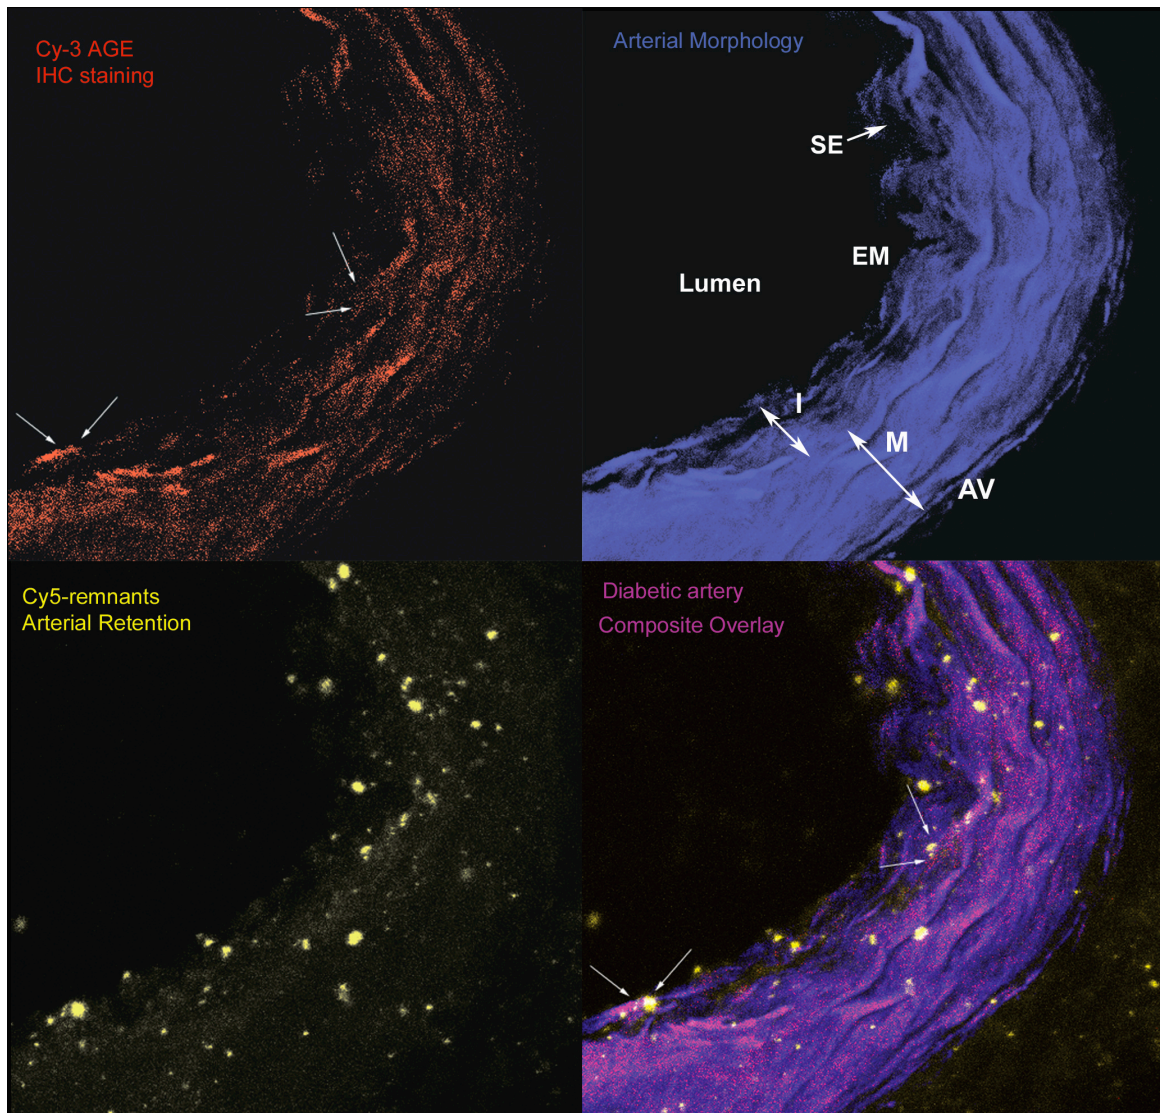 Cy-3 AGE
IHC staining
Arterial Morphology
SE
EM
Lumen
I
M
AV
Cy5-remnants
Arterial Retention
Diabetic artery
Composite Overlay